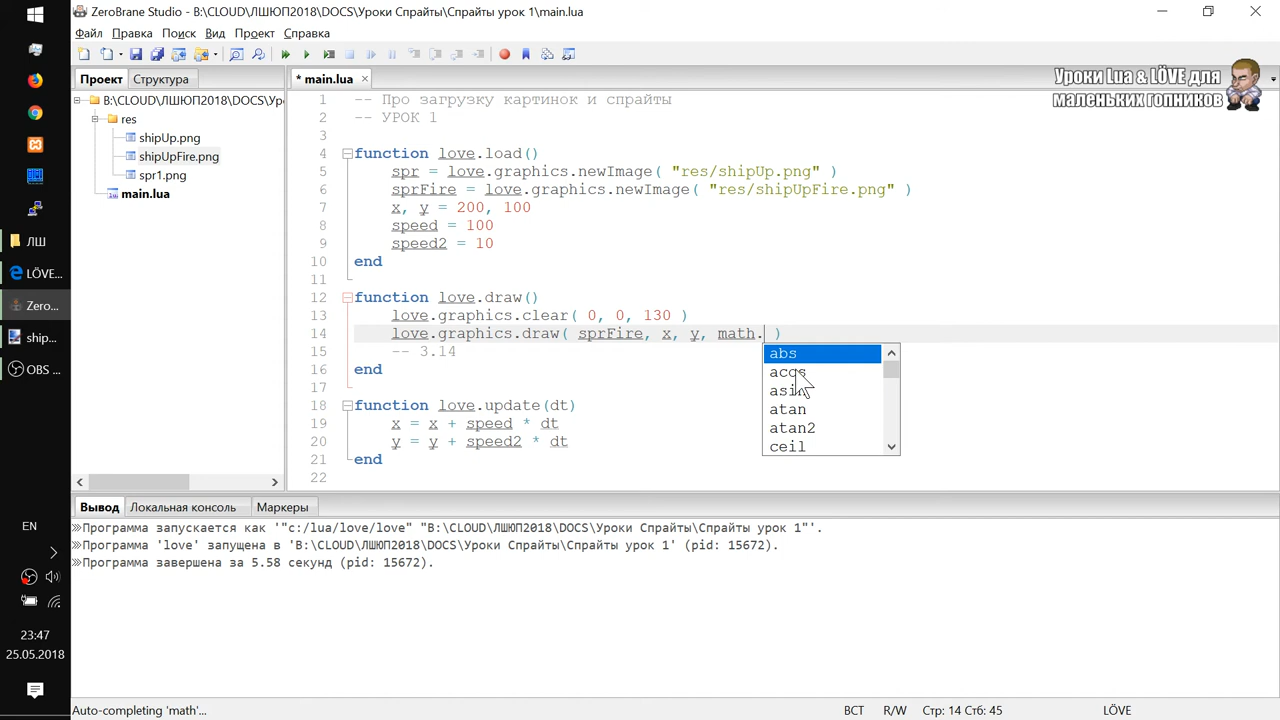 ZeroBrane Studio - B:\CLOUD\ЛШЮП2018\DOCS\Уроки Спрайты\Спрайты урок 1\main.lua
Файл Правка Поиск Вид Проект Справка
Проект Структура
* main.lua
Уроки Lua & LÖVE для
маленьких гопников
B:\CLOUD\ЛШЮП2018\DOCS\Ур
res
shipUp.png
shipUpFire.png
spr1.png
main.lua
1 -- Про загрузку картинок и спрайты
2 -- УРОК 1
3
4 function love.load()
5 spr = love.graphics.newImage( "res/shipUp.png" )
6 sprFire = love.graphics.newImage( "res/shipUpFire.png" )
7 x, y = 200, 100
8 speed = 100
9 speed2 = 10
10 end
11
12 function love.draw()
13 love.graphics.clear( 0, 0, 130 )
14 love.graphics.draw( sprFire, x, y, math. )
15 -- 3.14
16 end
17
18 function love.update(dt)
19 x = x + speed * dt
20 y = y + speed2 * dt
21 end
22
abs
acos
asin
atan
atan2
ceil
Вывод Локальная консоль Маркеры
Программа запускается как '"c:/lua/love/love" "B:\CLOUD\ЛШЮП2018\DOCS\Уроки Спрайты\Спрайты урок 1"'.
Программа 'love' запущена в 'B:\CLOUD\ЛШЮП2018\DOCS\Уроки Спрайты\Спрайты урок 1' (pid: 15672).
Программа завершена за 5.58 секунд (pid: 15672).
Auto-completing 'math'...
ВСТ R/W Стр: 14 Стб: 45 LÖVE
ЛШ
LÖVE...
Zero...
ship...
OBS ...
EN
23:47
25.05.2018